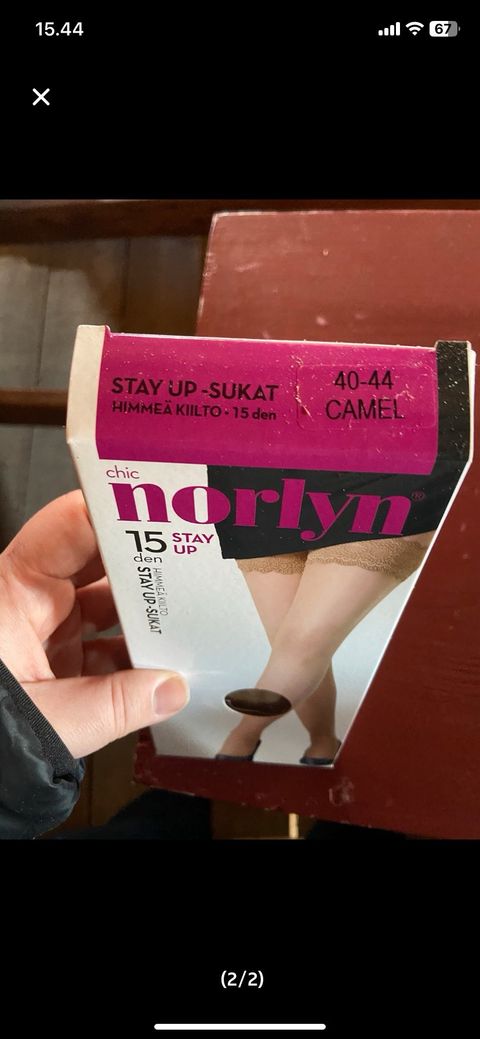 15.44
67
STAY UP -SUKAT
HIMMEÄ KIILTO • 15 den
40-44
CAMEL
chic
norlyn®
15
den
STAY
UP
HIMMEÄ KIILTO
STAY UP -SUKAT
(2/2)